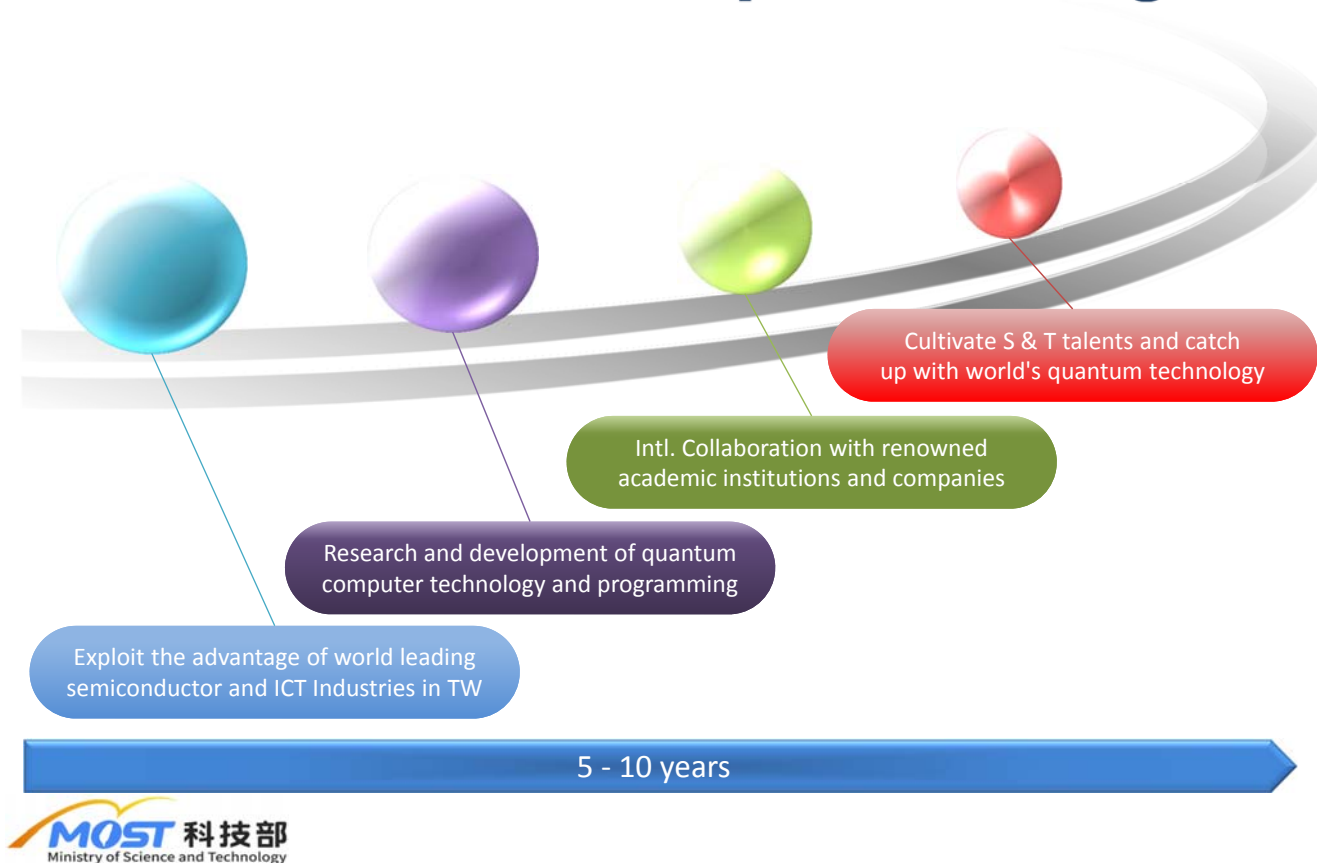 Exploit the advantage of world leading
semiconductor and ICT Industries in TW
Research and development of quantum
computer technology and programming
Intl. Collaboration with renowned
academic institutions and companies
Cultivate S & T talents and catch
up with world's quantum technology
5 - 10 years
MOST 科技部
Ministry of Science and Technology